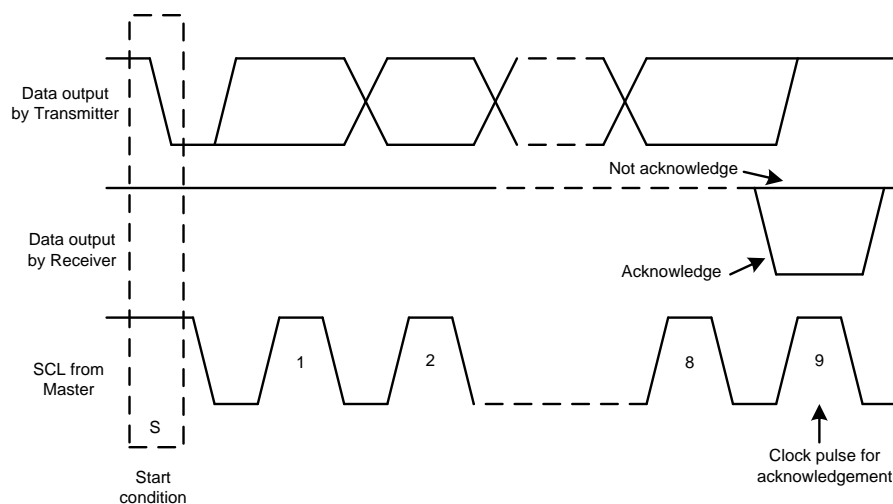 Data output
by Transmitter
Not acknowledge
Data output
by Receiver
Acknowledge
SCL from
Master
1
2
8
9
S
Start
condition
Clock pulse for
acknowledgement